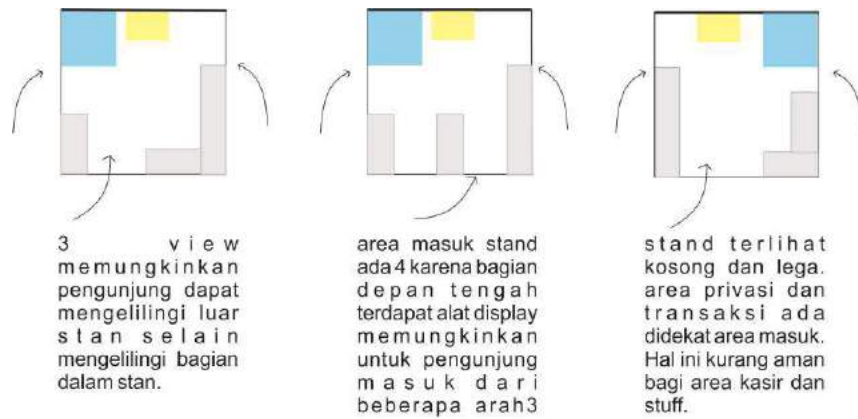 3 view
memungkinkan
pengunjung dapat
mengelilingi luar
stan selain
mengelilingi bagian
dalam stan.
area masuk stand
ada 4 karena bagian
depan tengah
terdapat alat display
memungkinkan
untuk pengunjung
masuk dari
beberapa arah3
stand terlihat
kosong dan lega.
area privasi dan
transaksi ada
didekat area masuk.
Hal ini kurang aman
bagi area kasir dan
stuff.